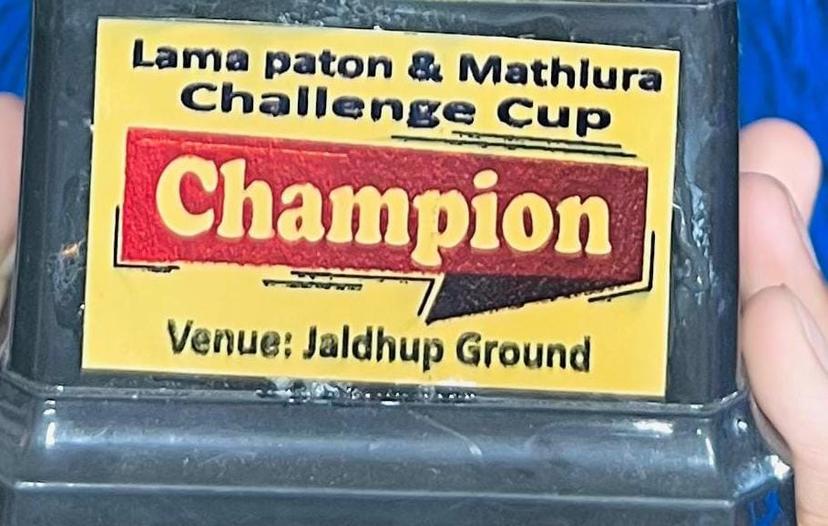 Lama paton & Mathlura
Challenge Cup
Champion
Venue: Jaldhup Ground